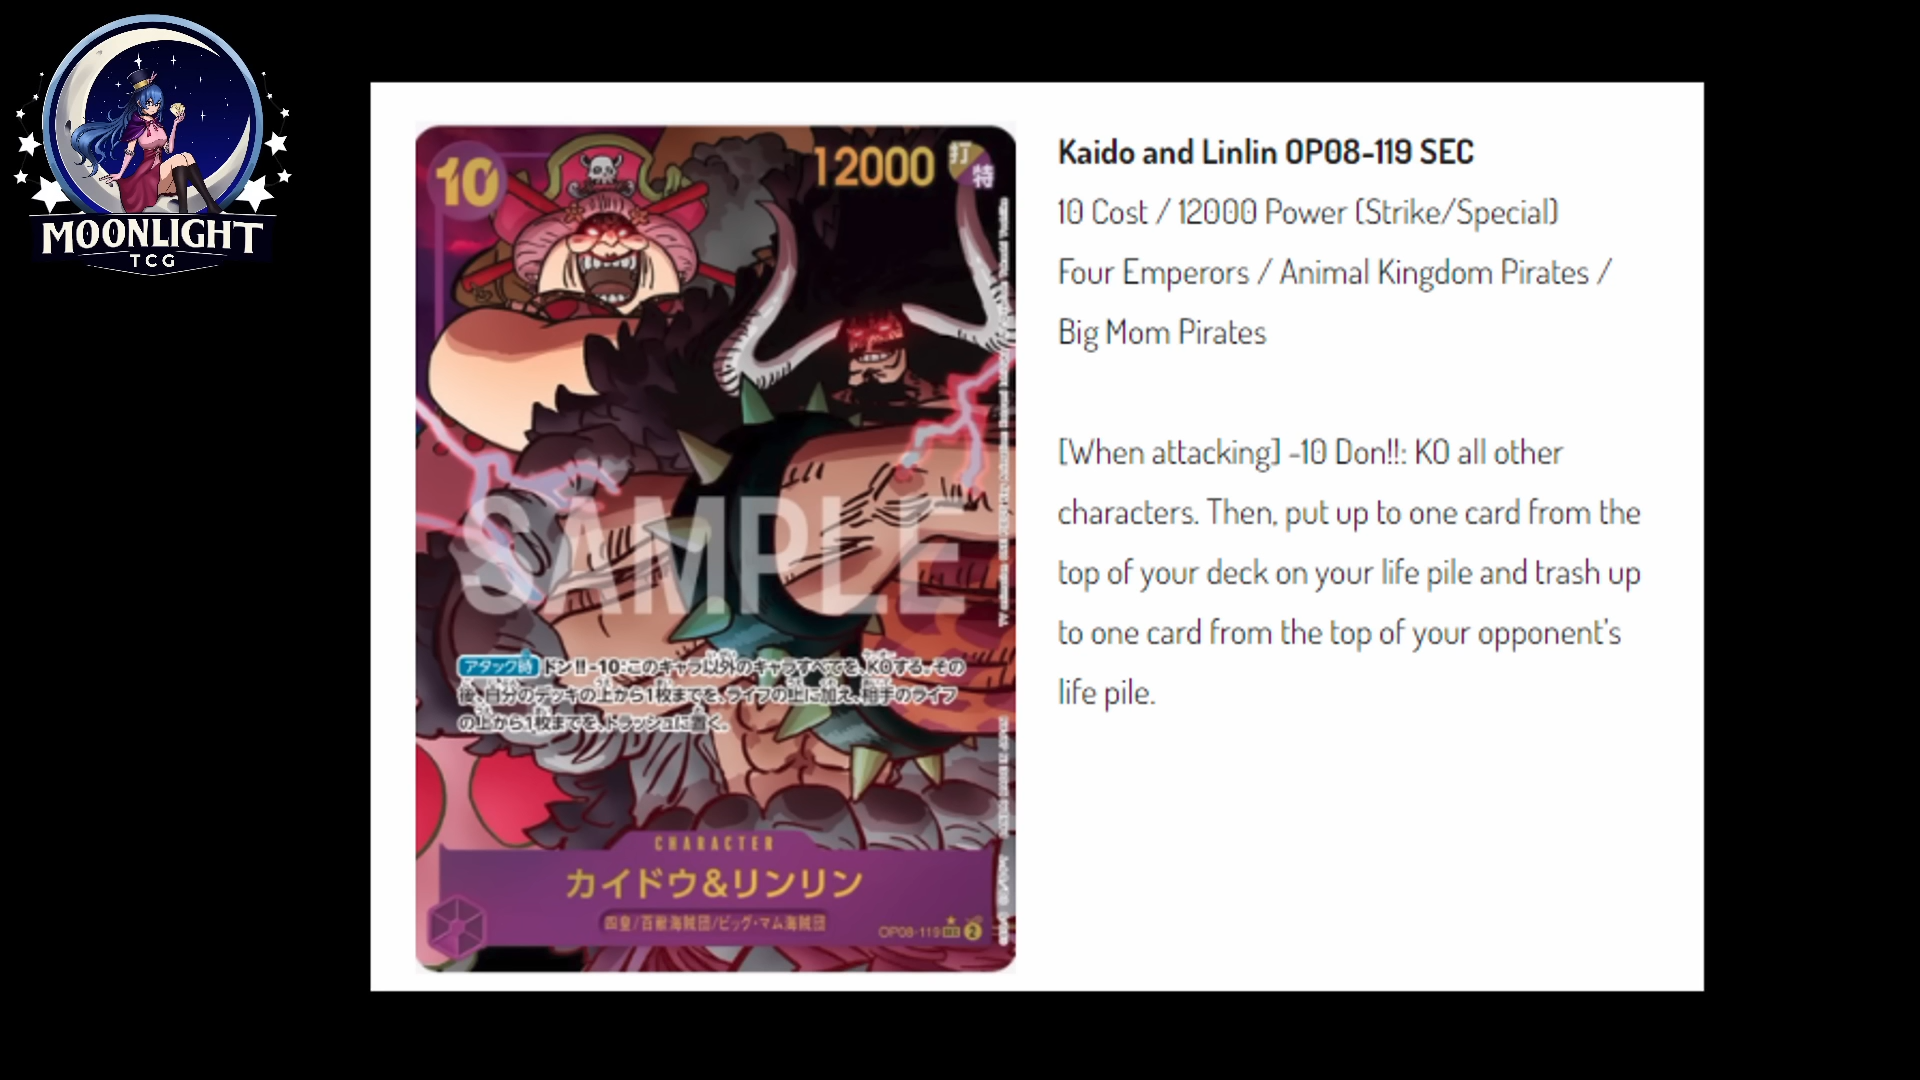 MOONLIGHT
TCG
10
12000
打
特
SAMPLE
アタック時 ドン!!-10:このキャラ以外のキャラすべてを、KOする。その
後、自分のデッキの上から1枚までを、ライフの上に加え、相手のライフ
の上から1枚までを、トラッシュに置く。
CHARACTER
カイドウ&リンリン
四皇/百獣海賊団/ビッグ・マム海賊団
OP08-119 SEC 2
Kaido and Linlin OP08-119 SEC
10 Cost / 12000 Power (Strike/Special)
Four Emperors / Animal Kingdom Pirates /
Big Mom Pirates
[When attacking] -10 Don!!: KO all other
characters. Then, put up to one card from the
top of your deck on your life pile and trash up
to one card from the top of your opponent's
life pile.